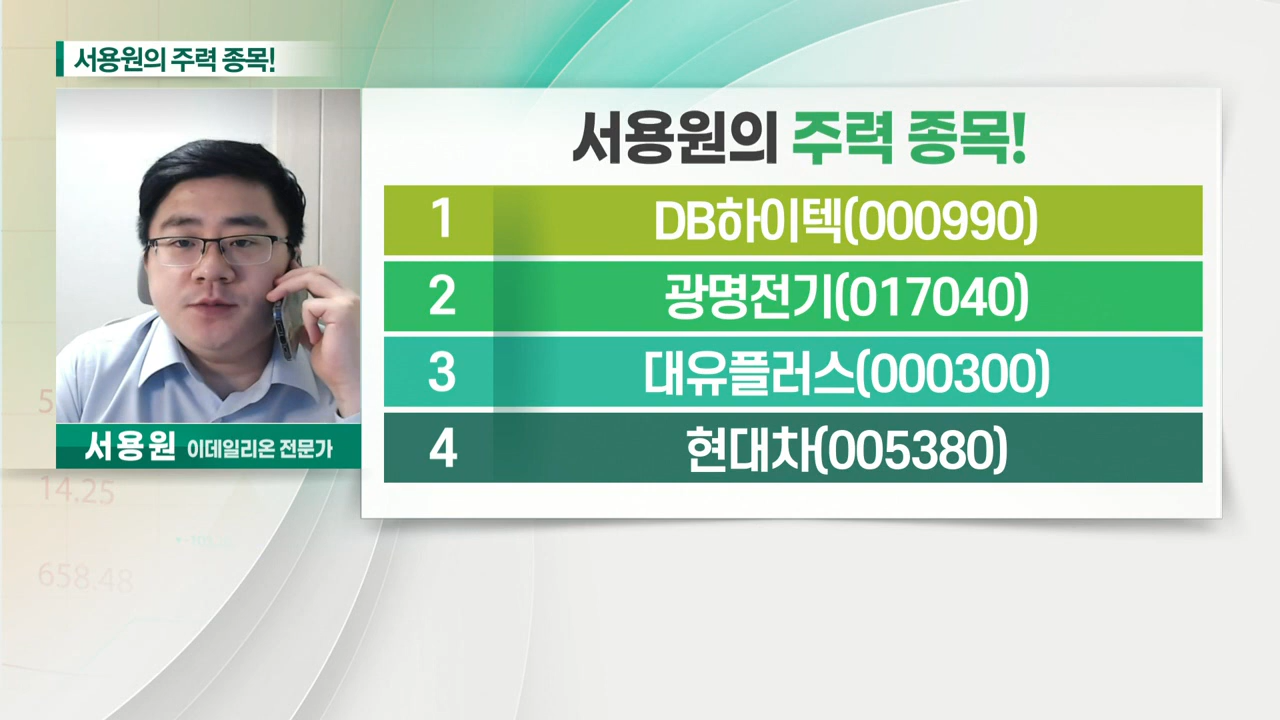 서용원의 주력 종목!
서용원의 주력 종목!
1 DB하이텍(000990)
2 광명전기(017040)
3 대유플러스(000300)
4 현대차(005380)
서용원 이데일리온 전문가
14.25
658.48